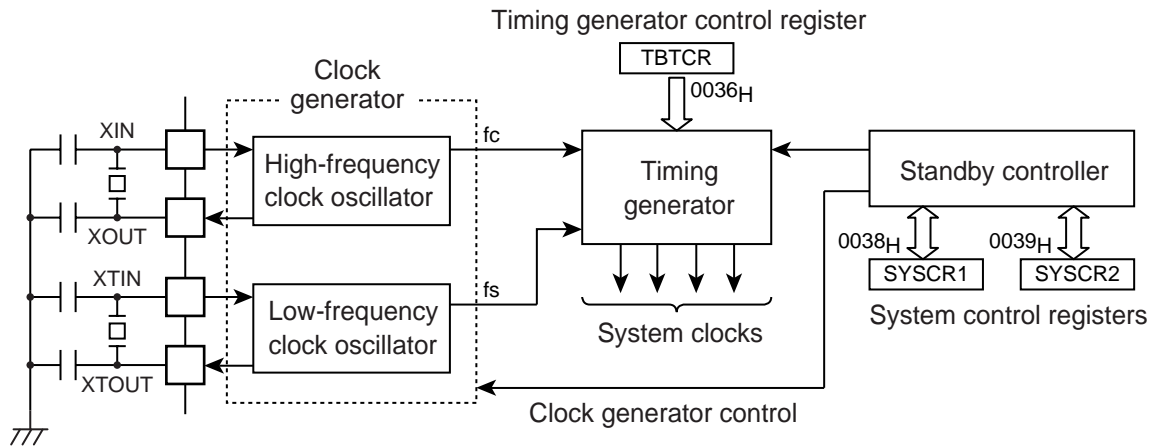 Timing generator control register
TBTCR
0036H
Clock
generator
XIN
High-frequency
clock oscillator
fc
XOUT
Timing
generator
Standby controller
0038H
0039H
SYSCR1
SYSCR2
System control registers
XTIN
Low-frequency
clock oscillator
fs
XTOUT
System clocks
Clock generator control